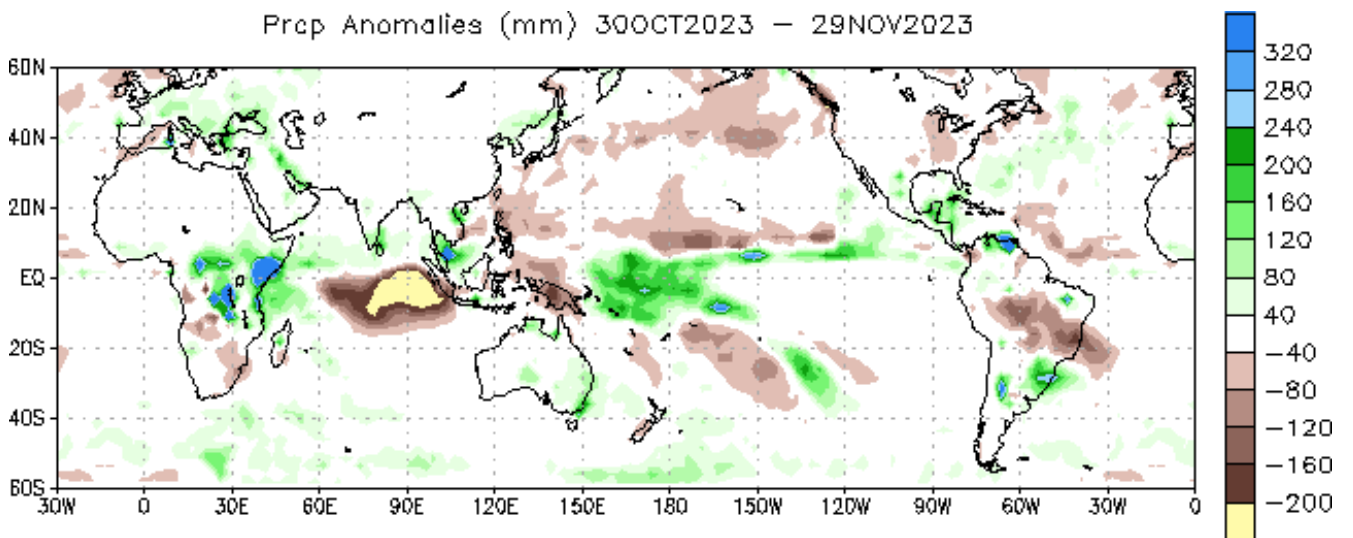 Prcp Anomalies (mm) 30OCT2023 – 29NOV2023
60N
40N
20N
EQ
20S
40S
60S
30W 0 30E 60E 90E 120E 150E 180 150W 120W 90W 60W 30W 0
320
280
240
200
160
120
80
40
−40
−80
−120
−160
−200